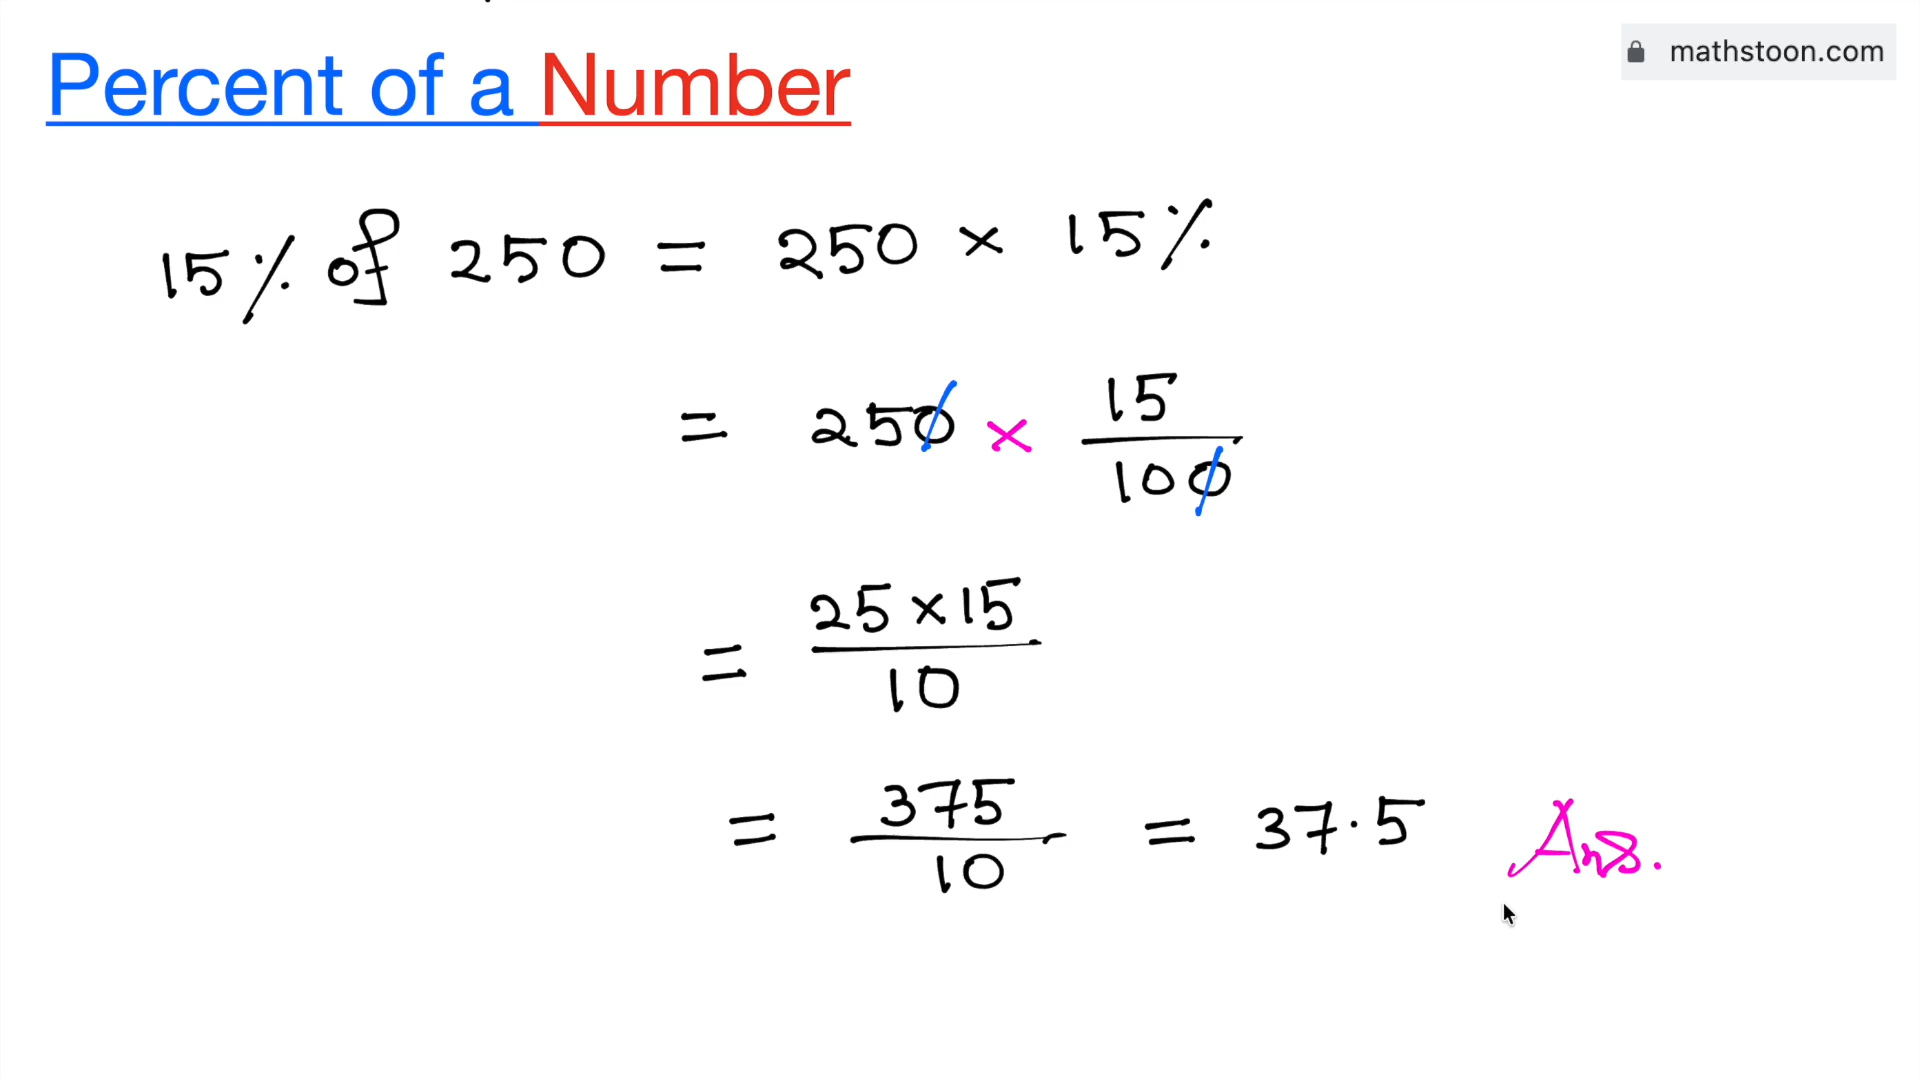 Percent of a Number
mathstoon.com
15% of 250 = 250 × 15%
= 250 × 15/100
= 25×15/10
= 375/10 = 37.5 Ans.